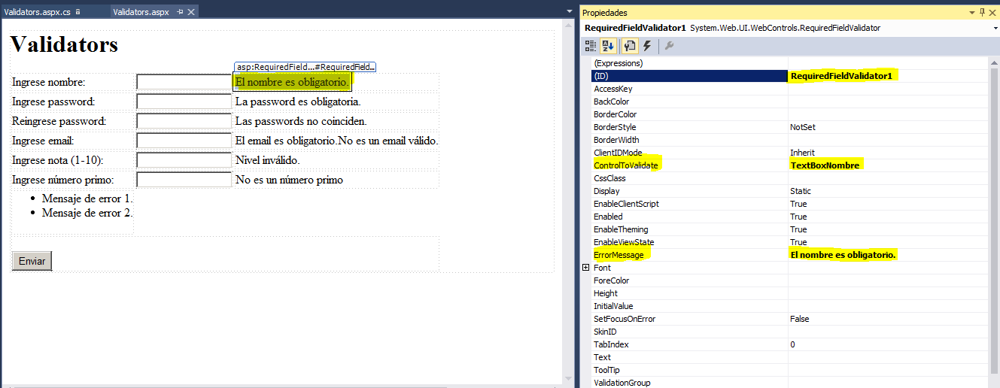 Validators.aspx.cs
Validators.aspx
Validators
asp:RequiredField...#RequiredField...
Ingrese nombre:
El nombre es obligatorio.
Ingrese password:
La password es obligatoria.
Reingrese password:
Las passwords no coinciden.
Ingrese email:
El email es obligatorio.No es un email válido.
Ingrese nota (1-10):
Nivel inválido.
Ingrese número primo:
No es un número primo
Mensaje de error 1.
Mensaje de error 2.
Enviar
Propiedades
RequiredFieldValidator1 System.Web.UI.WebControls.RequiredFieldValidator
(Expressions)
(ID) RequiredFieldValidator1
AccessKey
BackColor
BorderColor
BorderStyle NotSet
BorderWidth
ClientIDMode Inherit
ControlToValidate TextBoxNombre
CssClass
Display Static
EnableClientScript True
Enabled True
EnableTheming True
EnableViewState True
ErrorMessage El nombre es obligatorio.
Font
ForeColor
Height
InitialValue
SetFocusOnError False
SkinID
TabIndex 0
Text
ToolTip
ValidationGroup